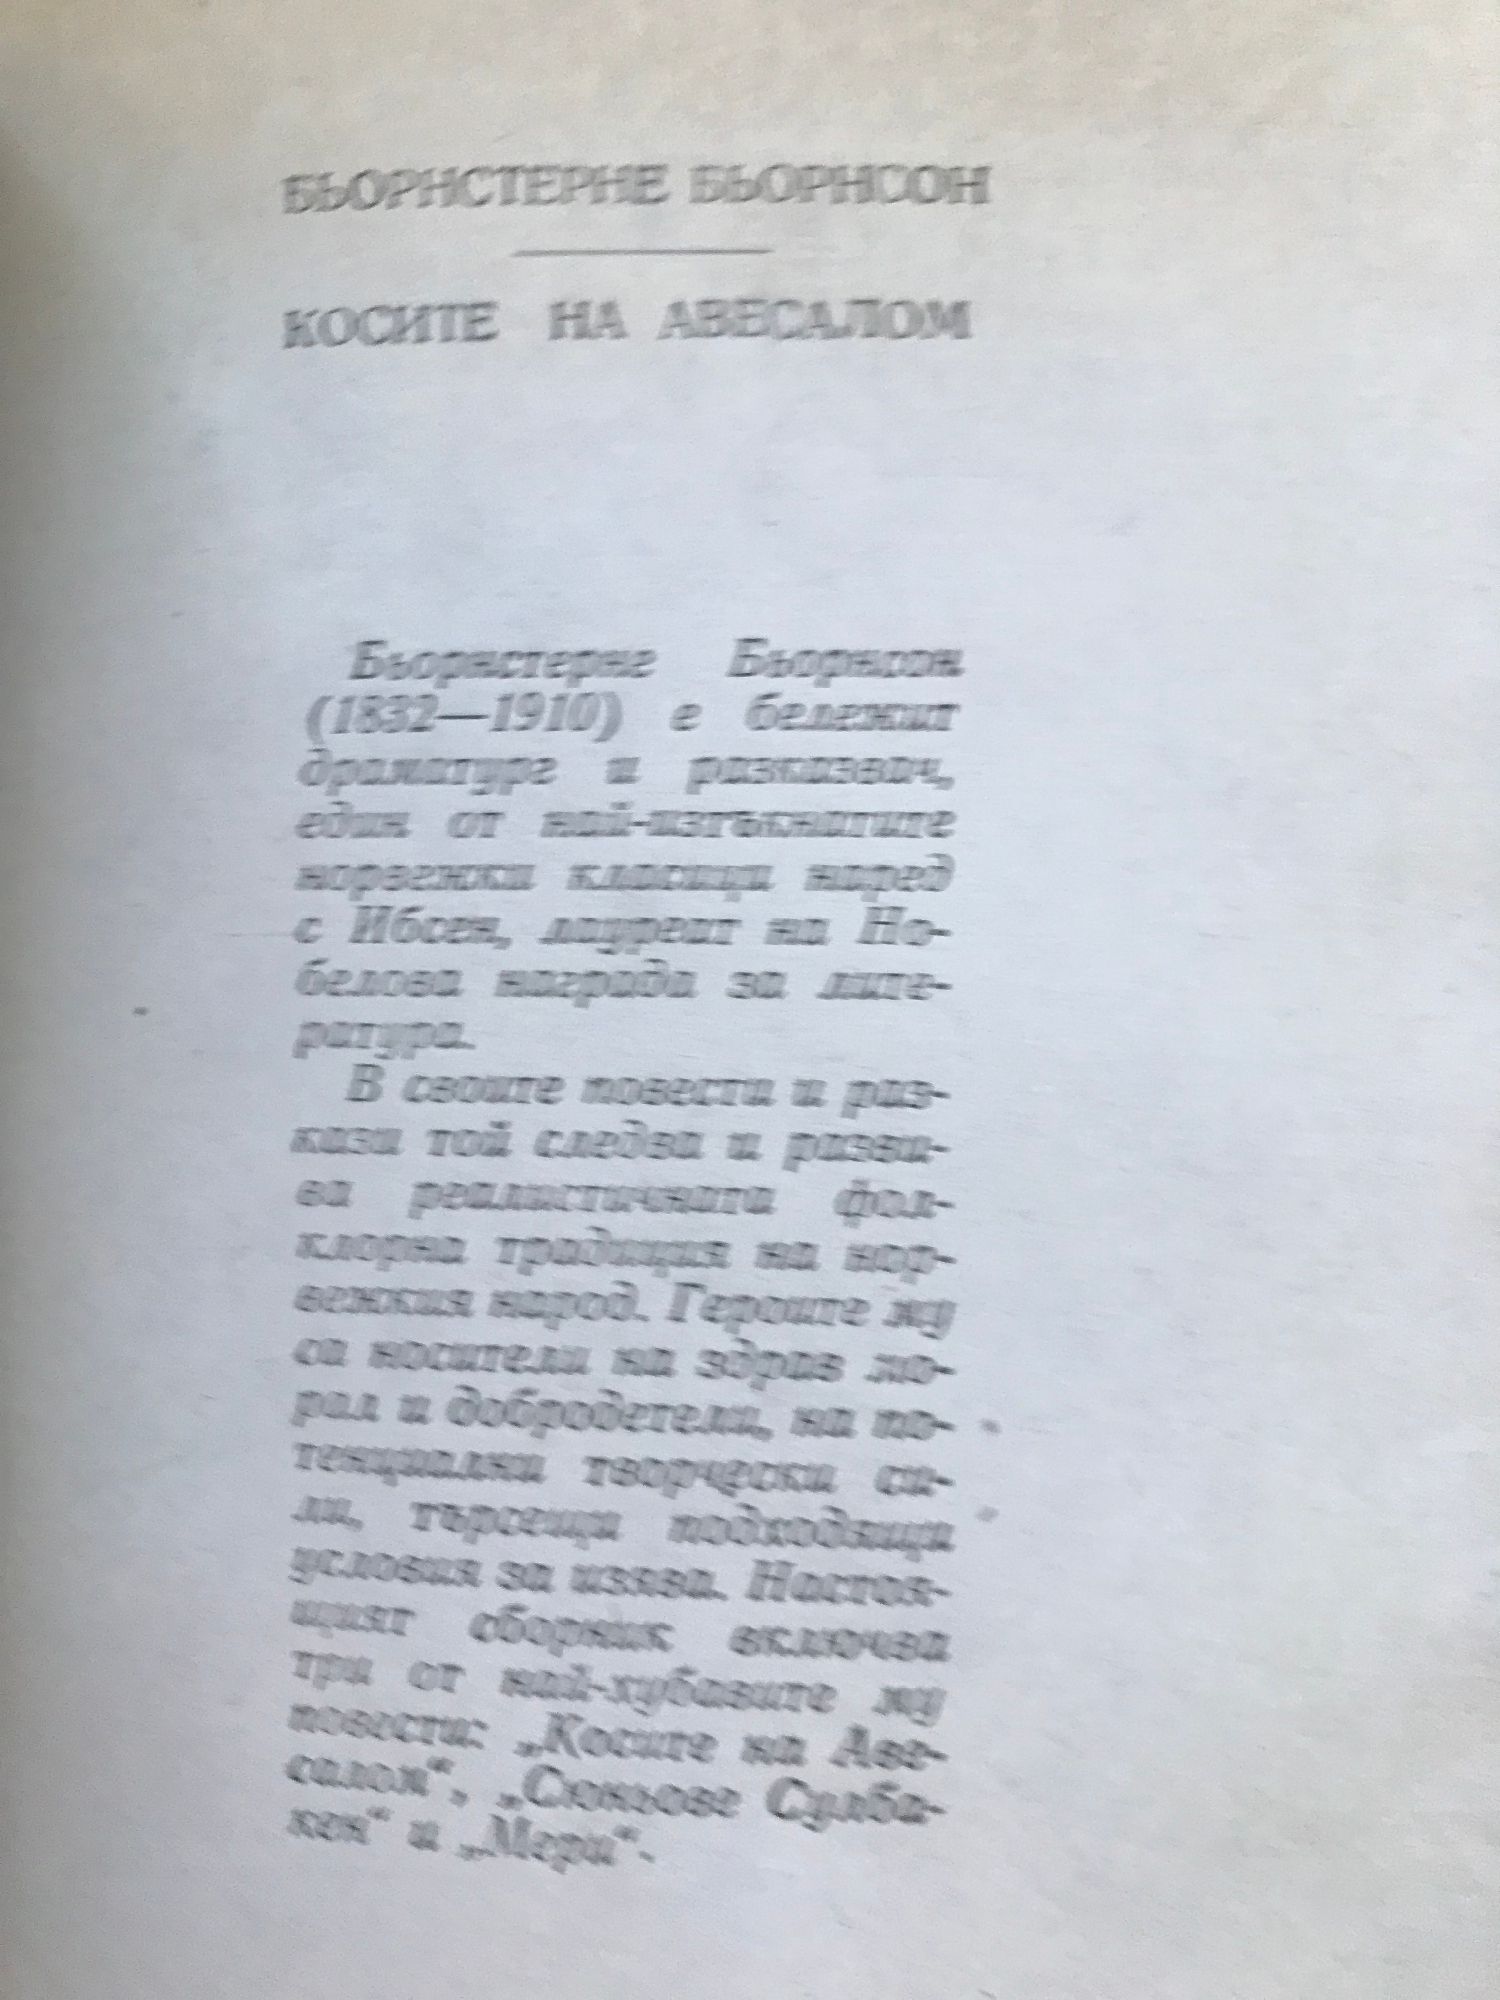 БЬОРНСТЕРНЕ БЬОРНСОН
КОСИТЕ НА АВЕСАЛОМ
Бьорнстерне Бьорнсон
(1832—1910) е бележит
драматург и разказвач,
един от най-изтъкнатите
норвежки класици наред
с Ибсен, лауреат на Но-
белова награда за лите-
ратура.
В своите повести и раз-
кази той следва и разви-
ва реалистичната фол-
клорна традиция на нор-
вежкия народ. Героите му
са носители на здрав мо-
рал и добродетели, на по-
тенциални творчески си-
ли, търсещи подходящи
условия за изява. Настоя-
щият сборник включва
три от най-хубавите му
повести: „Косите на Аве-
салом“, „Сюньове Сулба-
кен“ и „Мери“.